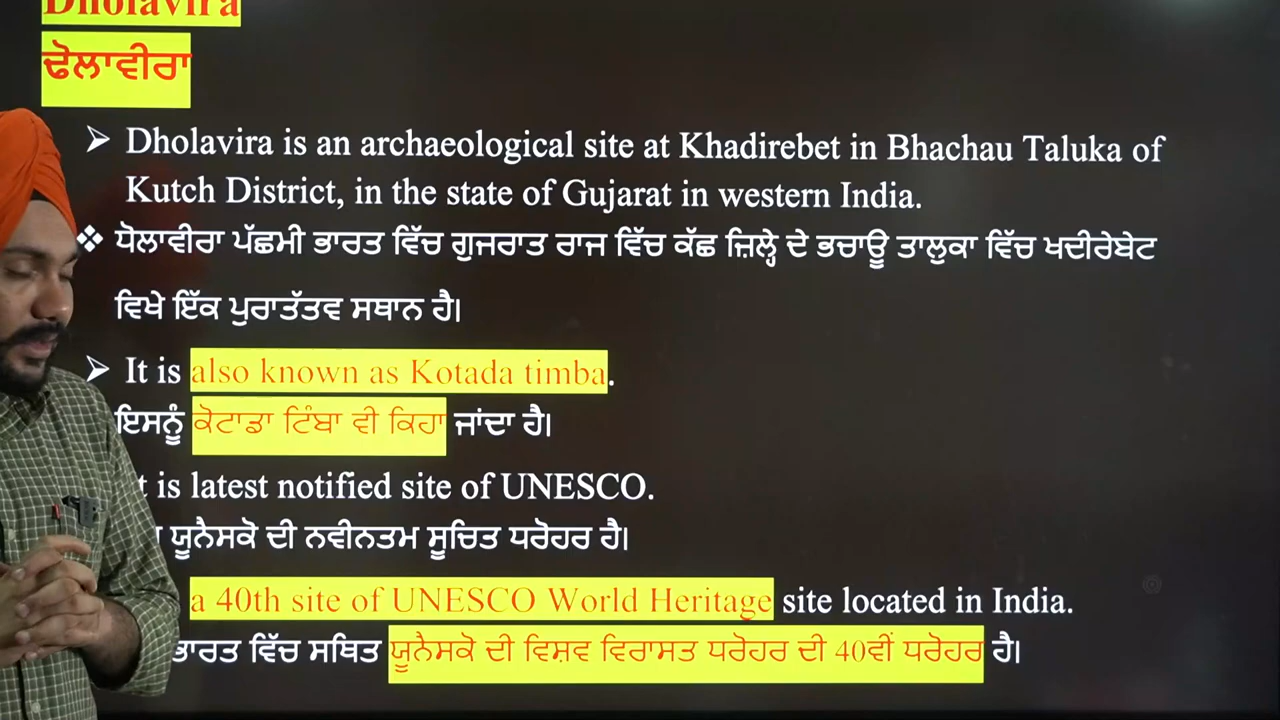 Dholavira
ਢੋਲਾਵੀਰਾ
➢ Dholavira is an archaeological site at Khadirebet in Bhachau Taluka of
Kutch District, in the state of Gujarat in western India.
❖ ਧੋਲਾਵੀਰਾ ਪੱਛਮੀ ਭਾਰਤ ਵਿੱਚ ਗੁਜਰਾਤ ਰਾਜ ਵਿੱਚ ਕੱਛ ਜ਼ਿਲ੍ਹੇ ਦੇ ਭਚਾਊ ਤਾਲੁਕਾ ਵਿੱਚ ਖਦੀਰੇਬੇਟ
ਵਿਖੇ ਇੱਕ ਪੁਰਾਤੱਤਵ ਸਥਾਨ ਹੈ।
➢ It is also known as Kotada timba.
ਇਸਨੂੰ ਕੋਟਾਡਾ ਟਿੰਬਾ ਵੀ ਕਿਹਾ ਜਾਂਦਾ ਹੈ।
t is latest notified site of UNESCO.
ਯੂਨੈਸਕੋ ਦੀ ਨਵੀਨਤਮ ਸੂਚਿਤ ਧਰੋਹਰ ਹੈ।
a 40th site of UNESCO World Heritage site located in India.
ਭਾਰਤ ਵਿੱਚ ਸਥਿਤ ਯੂਨੈਸਕੋ ਦੀ ਵਿਸ਼ਵ ਵਿਰਾਸਤ ਧਰੋਹਰ ਦੀ 40ਵੀਂ ਧਰੋਹਰ ਹੈ।